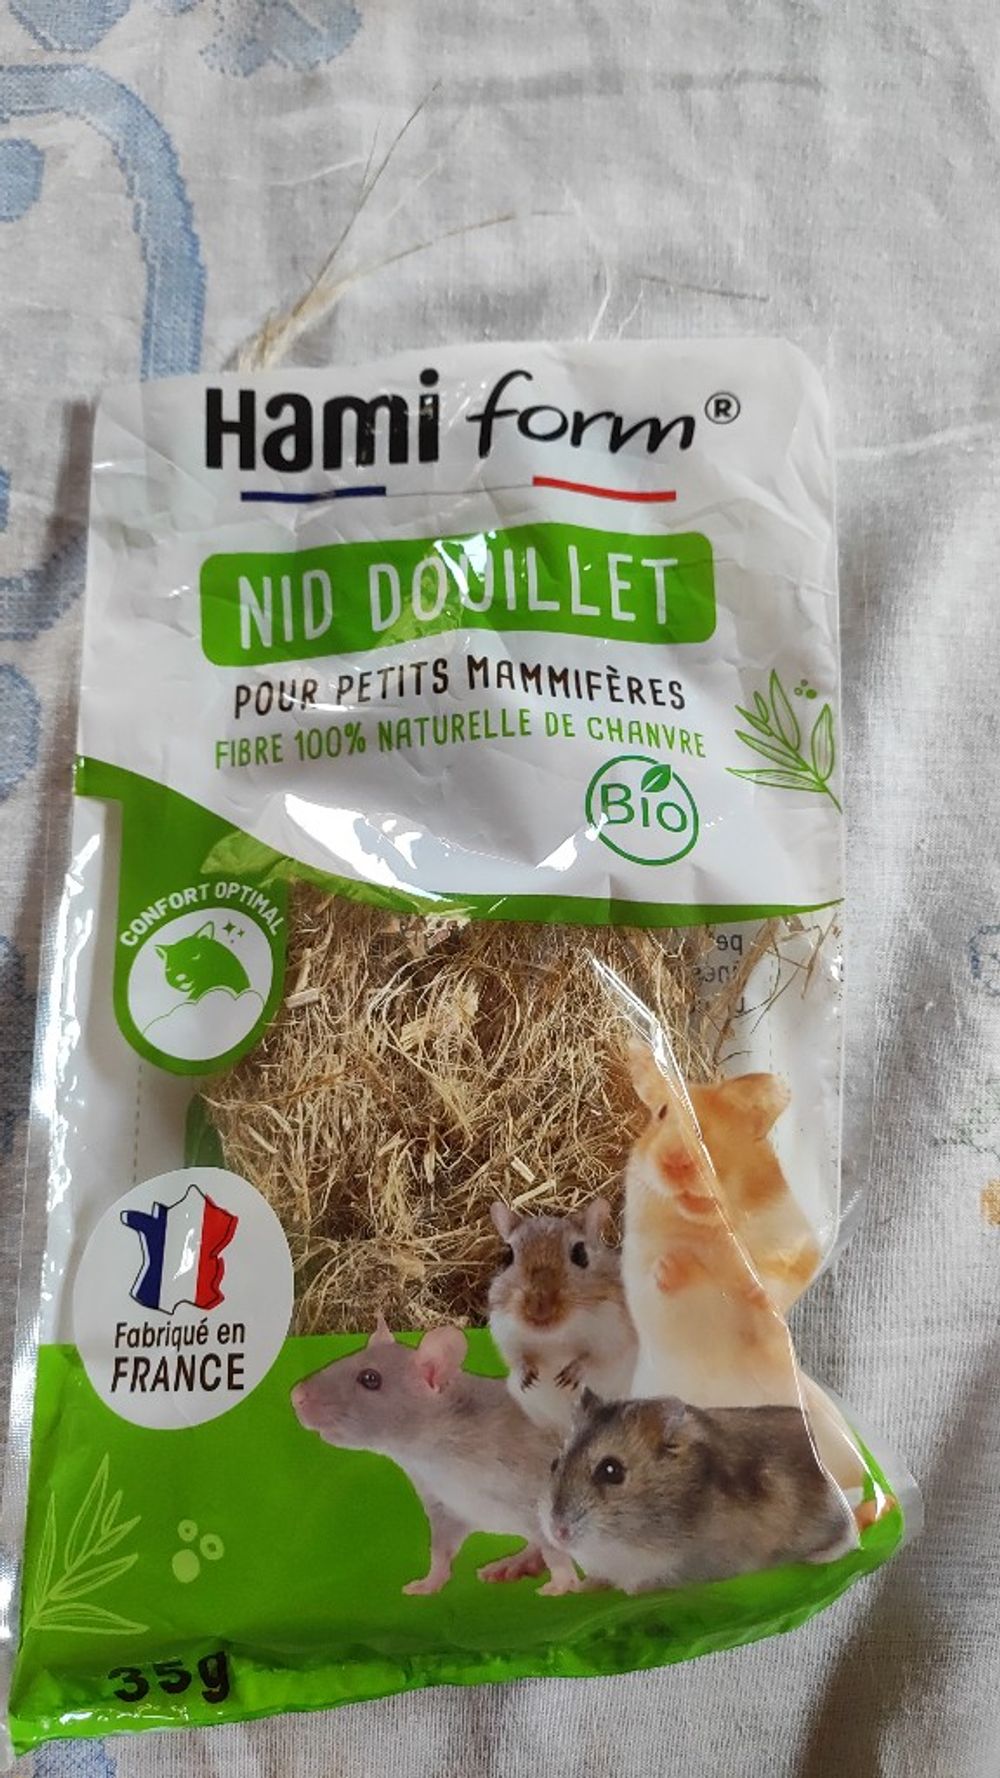 Hami form®
NID DOUILLET
POUR PETITS MAMMIFÈRES
FIBRE 100% NATURELLE DE CHANVRE
Bio
CONFORT OPTIMAL
Fabriqué en
FRANCE
35g